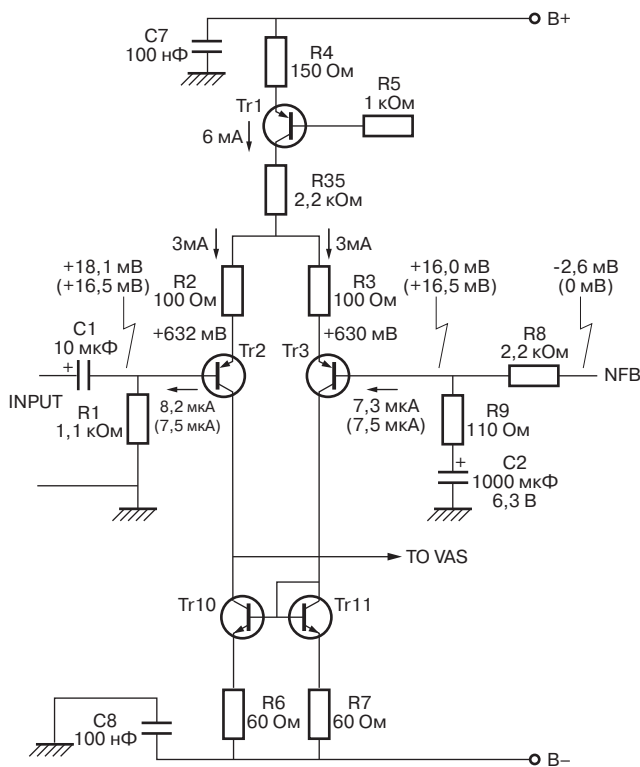 C7
100 нФ
R4
150 Ом
B+
Tr1
R5
1 кОм
6 мА
R35
2,2 кОм
3мА
3мА
+18,1 мВ
(+16,5 мВ)
R2
100 Ом
R3
100 Ом
+16,0 мВ
(+16,5 мВ)
-2,6 мВ
(0 мВ)
C1
10 мкФ
+
+632 мВ
Tr2
+630 мВ
Tr3
R8
2,2 кОм
NFB
INPUT
R1
1,1 кОм
8,2 мкА
(7,5 мкА)
7,3 мкА
(7,5 мкА)
R9
110 Ом
+
C2
1000 мкФ
6,3 В
TO VAS
Tr10
Tr11
R6
60 Ом
R7
60 Ом
C8
100 нФ
B–